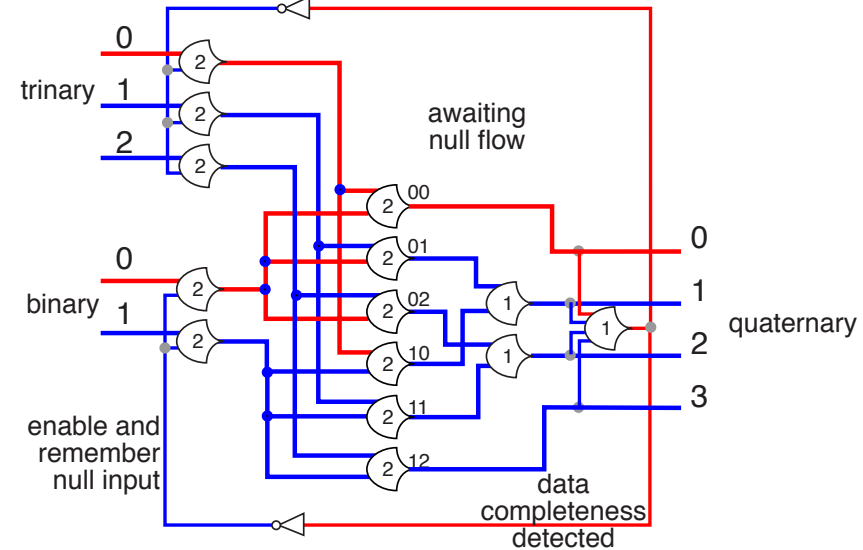 0
2
trinary
1
2
2
2
awaiting
null flow
00
2
0
01
2
0
2
02
2
1
1
binary
1
2
1
quaternary
10
2
1
2
3
11
2
enable and
remember
null input
12
2
data
completeness
detected